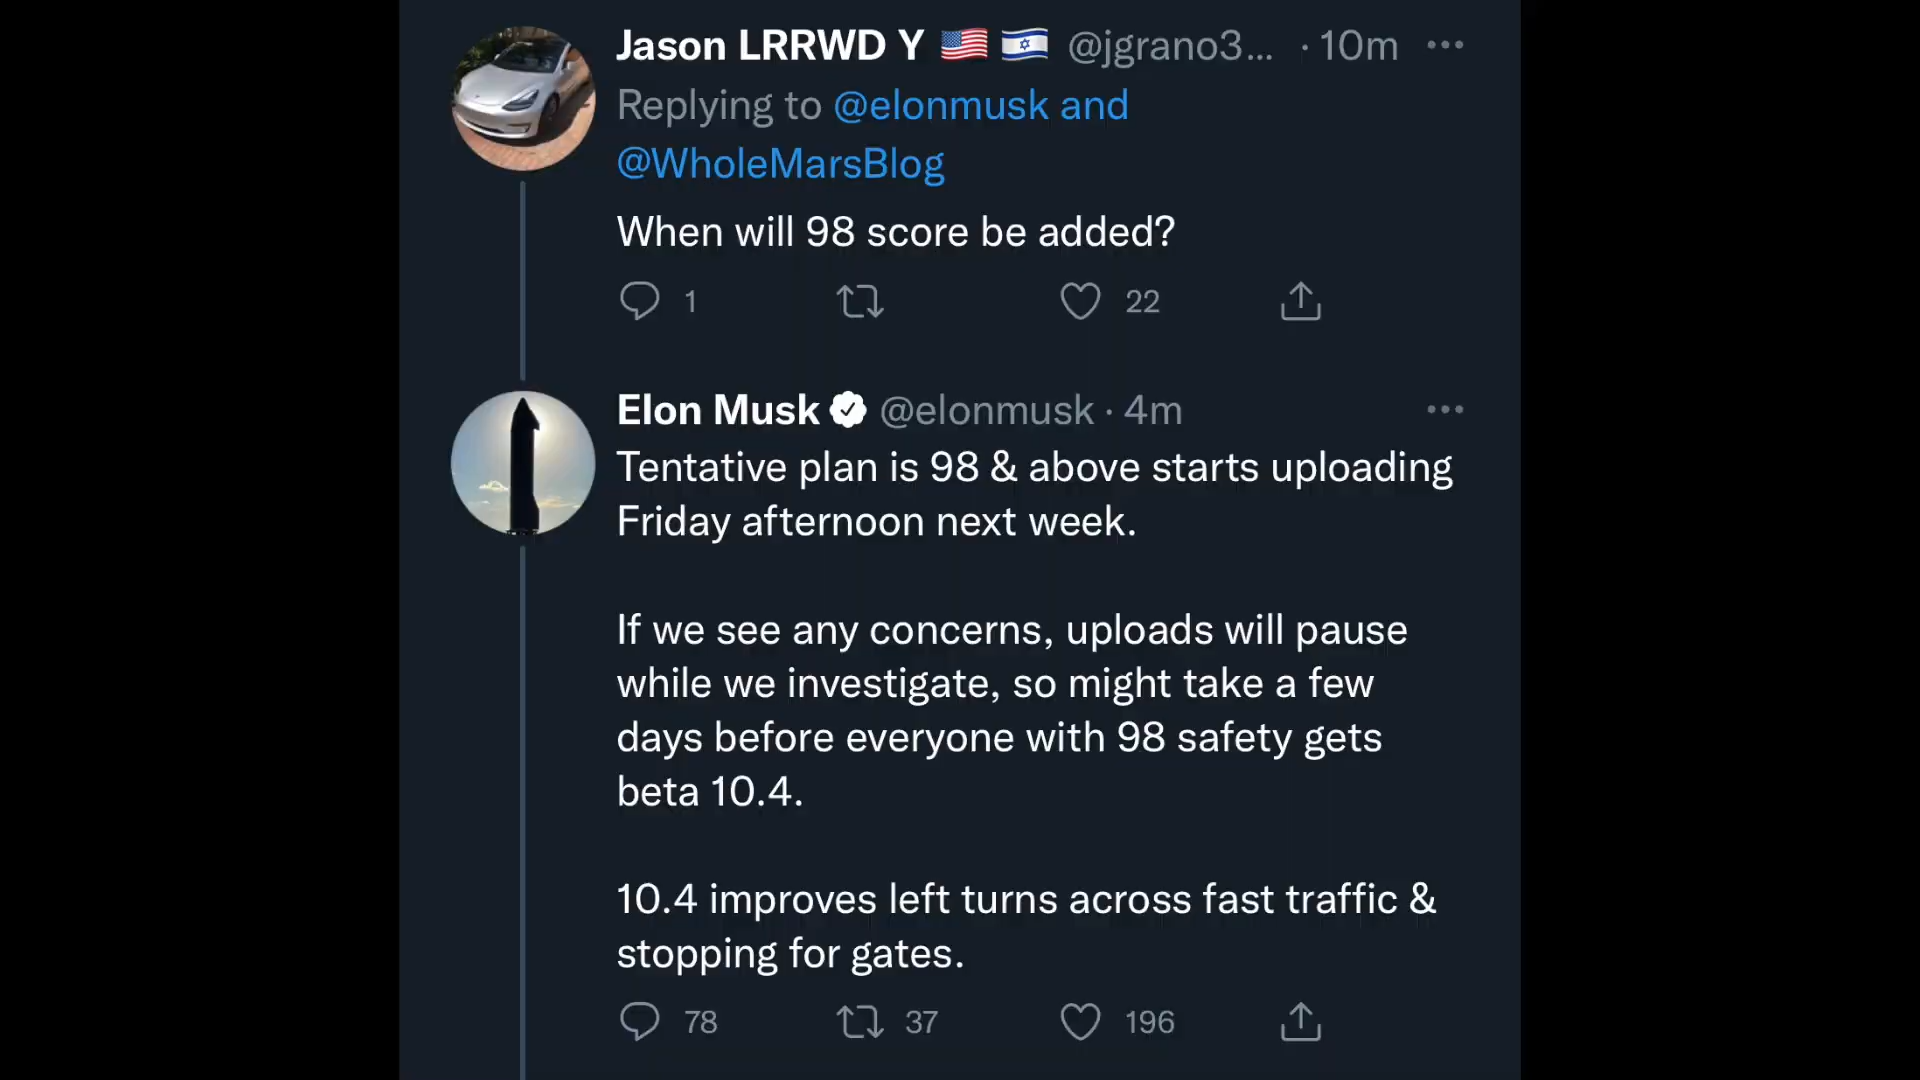 Jason LRRWD Y 🇺🇸 🇮🇱 @jgrano3... · 10m
Replying to @elonmusk and
@WholeMarsBlog
When will 98 score be added?
1 22
Elon Musk @elonmusk · 4m
Tentative plan is 98 & above starts uploading
Friday afternoon next week.
If we see any concerns, uploads will pause
while we investigate, so might take a few
days before everyone with 98 safety gets
beta 10.4.
10.4 improves left turns across fast traffic &
stopping for gates.
78 37 196